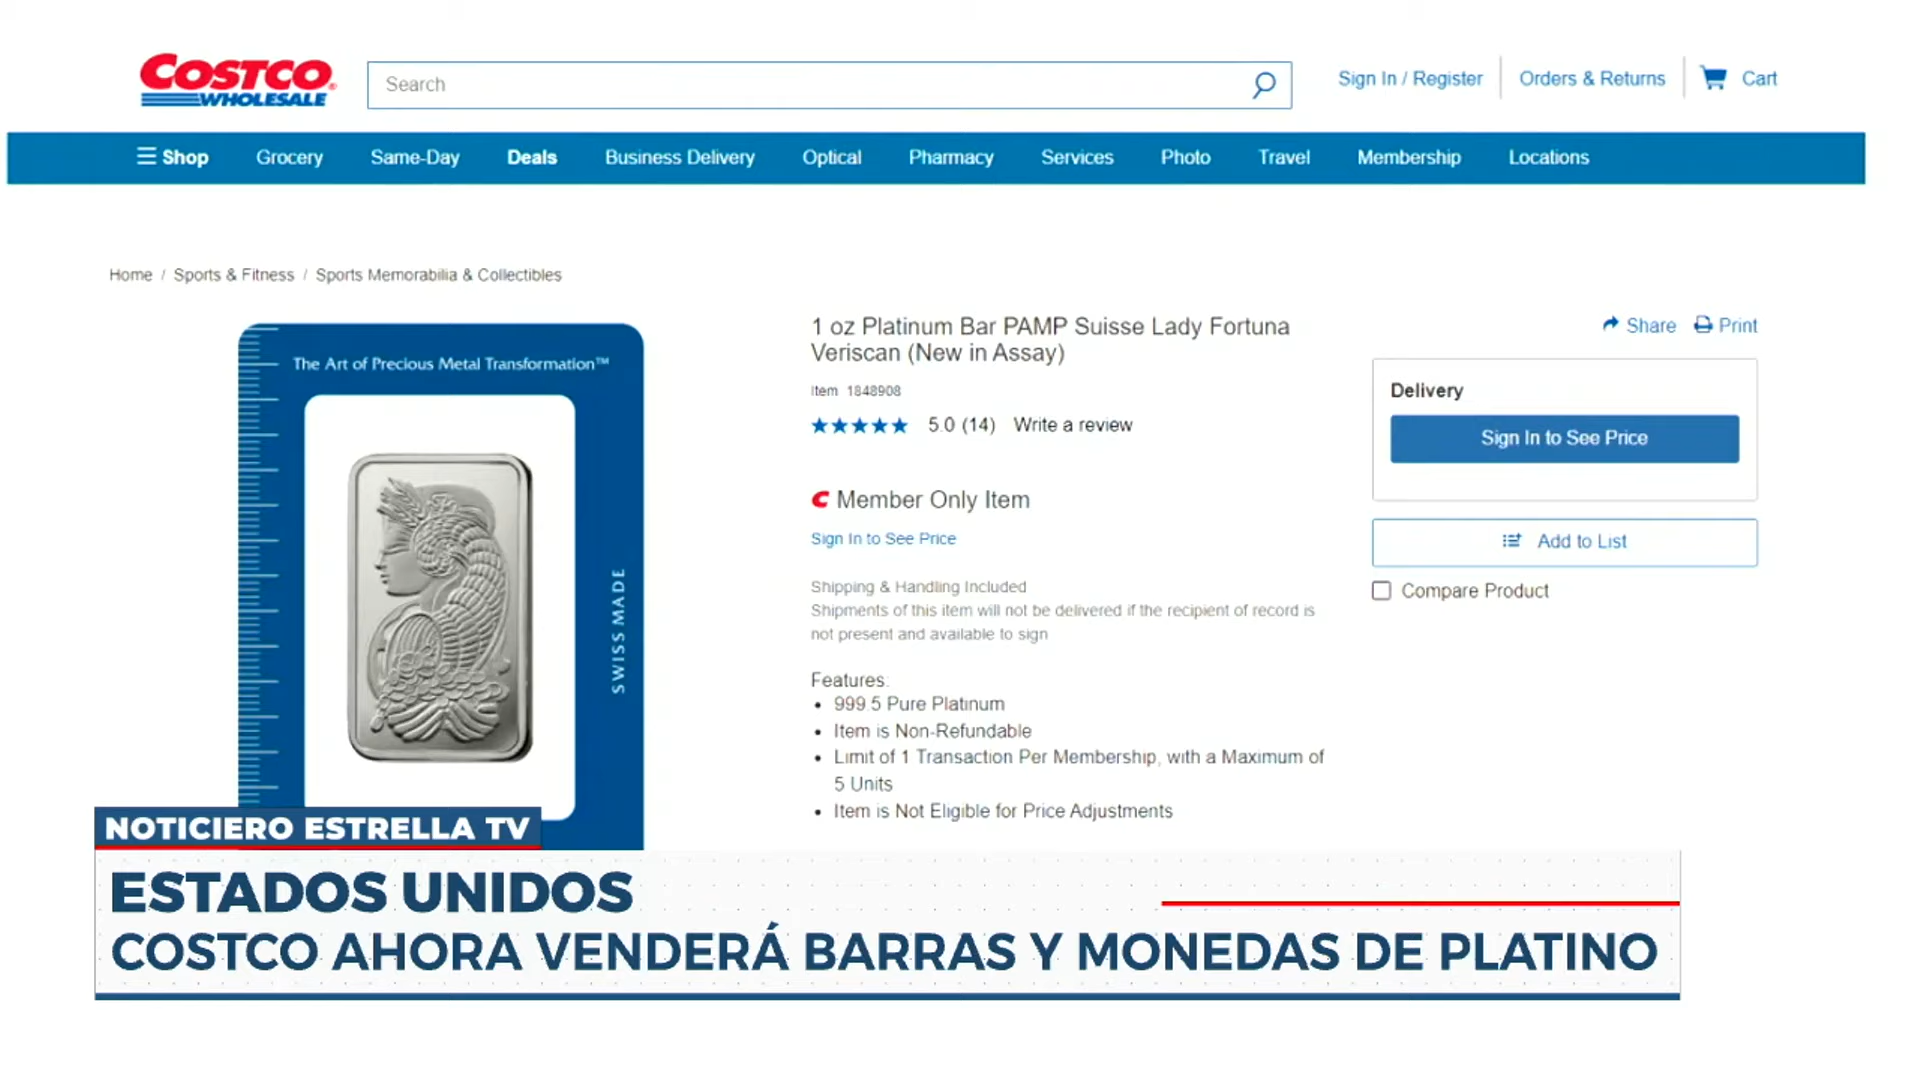 COSTCO
WHOLESALE
Search
Sign In / Register
Orders & Returns
Cart
Shop
Grocery
Same-Day
Deals
Business Delivery
Optical
Pharmacy
Services
Photo
Travel
Membership
Locations
Home / Sports & Fitness / Sports Memorabilia & Collectibles
The Art of Precious Metal Transformation™
SWISS MADE
1 oz Platinum Bar PAMP Suisse Lady Fortuna
Veriscan (New in Assay)
Item 1848908
5.0 (14) Write a review
Member Only Item
Sign In to See Price
Shipping & Handling Included
Shipments of this item will not be delivered if the recipient of record is
not present and available to sign
Features:
• 999.5 Pure Platinum
• Item is Non-Refundable
• Limit of 1 Transaction Per Membership, with a Maximum of
5 Units
• Item is Not Eligible for Price Adjustments
Share
Print
Delivery
Sign In to See Price
Add to List
Compare Product
NOTICIERO ESTRELLA TV
ESTADOS UNIDOS
COSTCO AHORA VENDERÁ BARRAS Y MONEDAS DE PLATINO